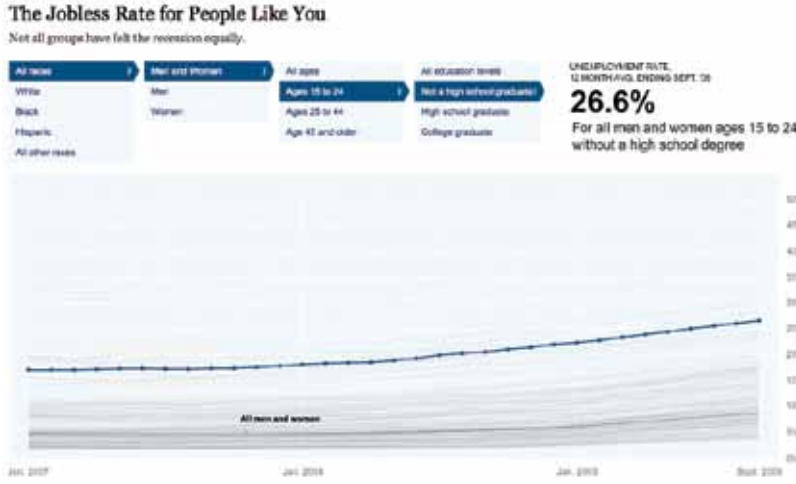 The Jobless Rate for People Like You
Not all groups have felt the recession equally.
All races
White
Black
Hispanic
All other races
Men and Women
Men
Women
All ages
Ages 15 to 24
Ages 25 to 44
Age 45 and older
All education levels
Not a high school graduate
High school graduate
College graduate
UNEMPLOYMENT RATE,
12 MONTH AVG. ENDING SEPT. '09
26.6%
For all men and women ages 15 to 24
without a high school degree
All men and women
Jan. 2007
Jan. 2008
Jan. 2009
Sept. 2009